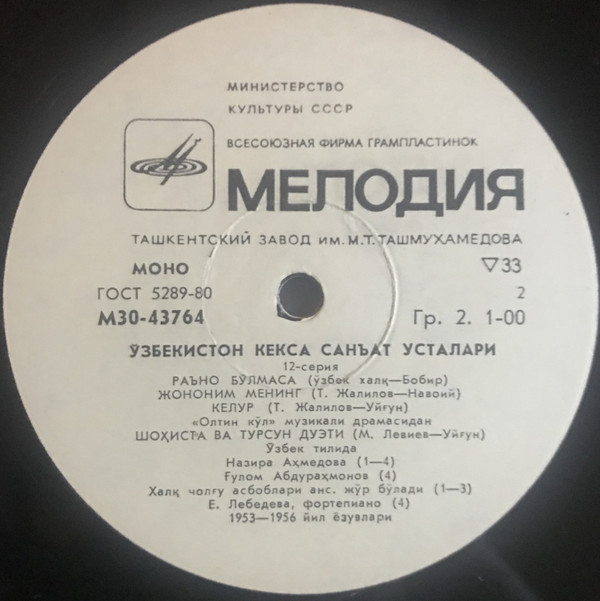 МИНИСТЕРСТВО
КУЛЬТУРЫ СССР
ВСЕСОЮЗНАЯ ФИРМА ГРАМПЛАСТИНОК
МЕЛОДИЯ
ТАШКЕНТСКИЙ ЗАВОД ИМ. М.Т. ТАШМУХАМЕДОВА
МОНО ▽33
ГОСТ 5289-80 2
М30-43764 Гр. 2. 1-00
ЎЗБЕКИСТОН КЕКСА САНЪАТ УСТАЛАРИ
12-серия
РАЪНО БЎЛМАСА (ўзбек халқ—Бобир)
ЖОНОНИМ МЕНИНГ (Т. Жалилов—Навоий)
КЕЛУР (Т. Жалилов—Уйғун)
«Олтин кўл» музикали драмасидан
ШОҲИСТА ВА ТУРСУН ДУЭТИ (М. Левиев—Уйғун)
Ўзбек тилида
Назира Аҳмедова (1—4)
Ғулом Абдураҳмонов (4)
Халқ чолғу асбоблари анс. жўр бўлади (1—3)
Е. Лебедева, фортепиано (4)
1953—1956 йил ёзувлари